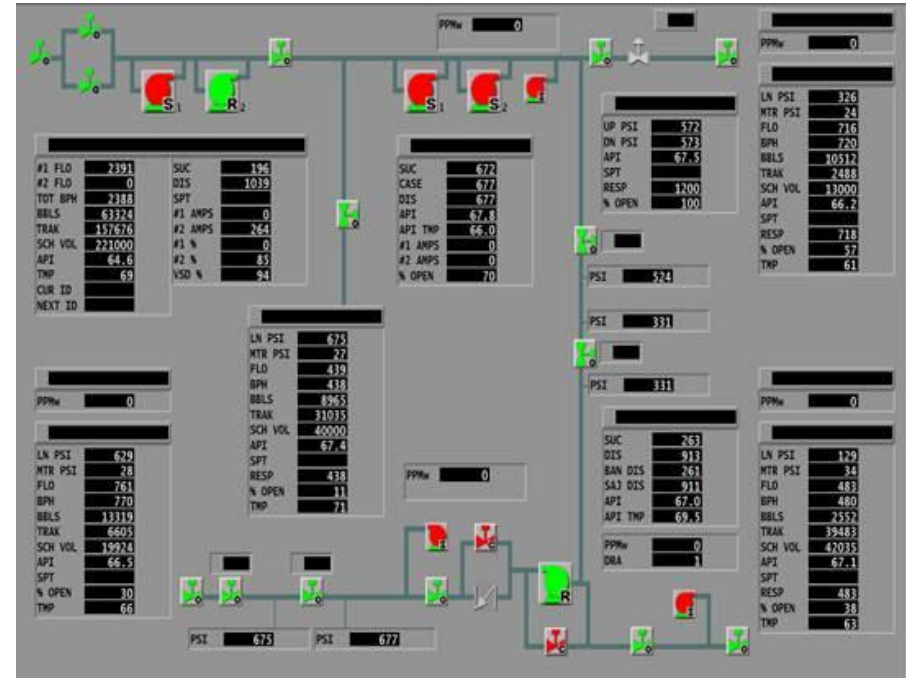 PPMw 0
PPMw 0
S 1
R 2
S 1
S 2
LN PSI 326
MTR PSI 24
FLO 716
BPH 720
BBLS 10512
TRAK 2488
SCH VOL 13000
API 66.2
SPT
RESP 718
% OPEN 57
TMP 61
UP PSI 572
DN PSI 573
API 67.5
SPT
RESP 1200
% OPEN 100
#1 FLO 2391
#2 FLO 0
TOT BPH 2388
BBLS 63324
TRAK 157676
SCH VOL 221000
API 64.6
TMP 69
CUR ID
NEXT ID
SUC 196
DIS 1039
SPT
#1 AMPS 0
#2 AMPS 264
#1 % 0
#2 % 85
VSD % 94
SUC 672
CASE 677
DIS 677
API 67.8
API TMP 66.0
#1 AMPS 0
#2 AMPS 0
% OPEN 70
PSI 524
PSI 331
PSI 331
LN PSI 675
MTR PSI 27
FLO 439
BPH 438
BBLS 8965
TRAK 31035
SCH VOL 40000
API 67.4
SPT
RESP 438
% OPEN 11
TMP 71
PPMw 0
LN PSI 629
MTR PSI 28
FLO 761
BPH 770
BBLS 13319
TRAK 6605
SCH VOL 19924
API 66.5
SPT
% OPEN 30
TMP 66
PPMw 0
SUC 263
DIS 913
BAN DIS 261
SAJ DIS 911
API 67.0
API TMP 69.5
PPMw 0
DRA 1
PPMw 0
LN PSI 129
MTR PSI 34
FLO 483
BPH 480
BBLS 2552
TRAK 39483
SCH VOL 42035
API 67.1
SPT
RESP 483
% OPEN 38
TMP 63
C
R
C
PSI 675
PSI 677